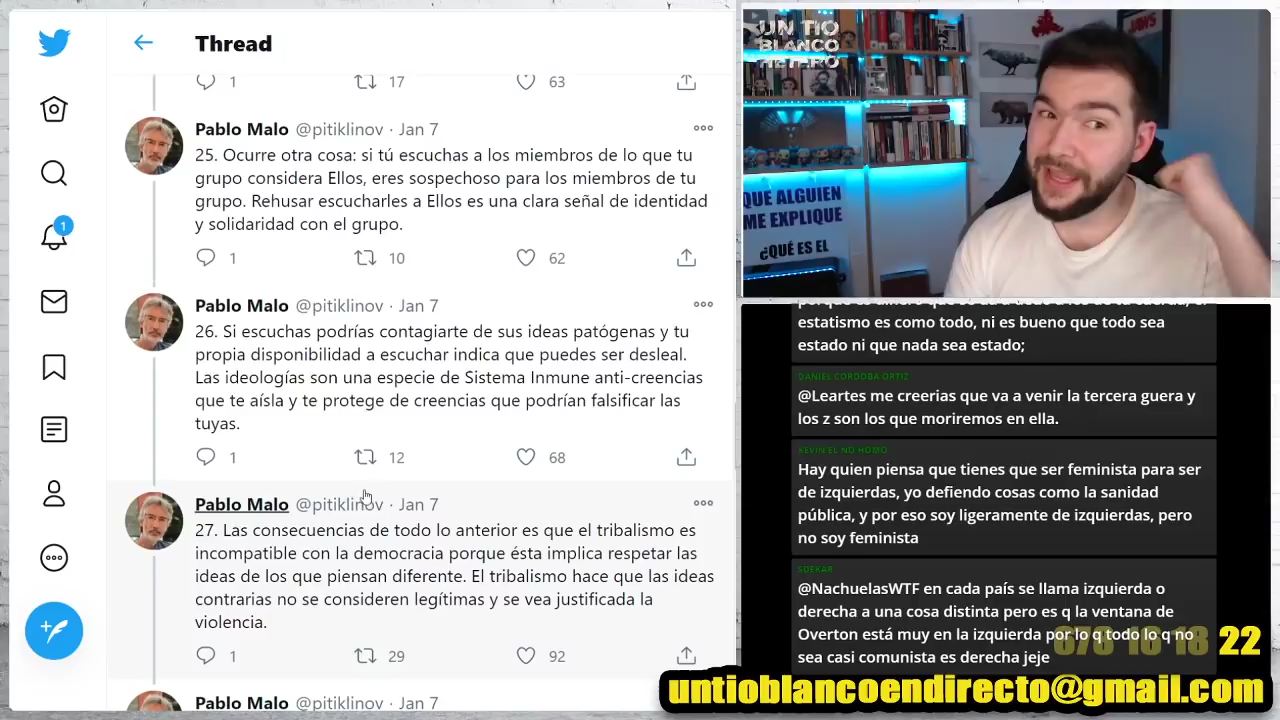 Thread
1 17 63
Pablo Malo @pitiklinov · Jan 7
25. Ocurre otra cosa: si tú escuchas a los miembros de lo que tu
grupo considera Ellos, eres sospechoso para los miembros de tu
grupo. Rehusar escucharles a Ellos es una clara señal de identidad
y solidaridad con el grupo.
1 10 62
Pablo Malo @pitiklinov · Jan 7
26. Si escuchas podrías contagiarte de sus ideas patógenas y tu
propia disponibilidad a escuchar indica que puedes ser desleal.
Las ideologías son una especie de Sistema Inmune anti-creencias
que te aísla y te protege de creencias que podrían falsificar las
tuyas.
1 12 68
Pablo Malo @pitiklinov · Jan 7
27. Las consecuencias de todo lo anterior es que el tribalismo es
incompatible con la democracia porque ésta implica respetar las
ideas de los que piensan diferente. El tribalismo hace que las ideas
contrarias no se consideren legítimas y se vea justificada la
violencia.
1 29 92
Pablo Malo @pitiklinov · Jan 7
1
UN TIO
BLANCO
HETERO
JAWS
QUE ALGUIEN
ME EXPLIQUE
¿QUÉ ES EL
estatismo es como todo, ni es bueno que todo sea
estado ni que nada sea estado;
DANIEL CORDOBA ORTIZ
@Leartes me creerias que va a venir la tercera guera y
los z son los que moriremos en ella.
KEVIN EL NO HOMO
Hay quien piensa que tienes que ser feminista para ser
de izquierdas, yo defiendo cosas como la sanidad
pública, y por eso soy ligeramente de izquierdas, pero
no soy feminista
SDEKAR
@NachuelasWTF en cada país se llama izquierda o
derecha a una cosa distinta pero es q la ventana de
Overton está muy en la izquierda por lo q todo lo q no
sea casi comunista es derecha jeje
22
untioblancoendirecto@gmail.com